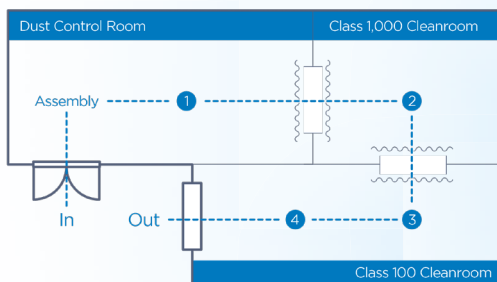 Dust Control Room
Class 1,000 Cleanroom
Assembly
1
2
In
Out
4
3
Class 100 Cleanroom